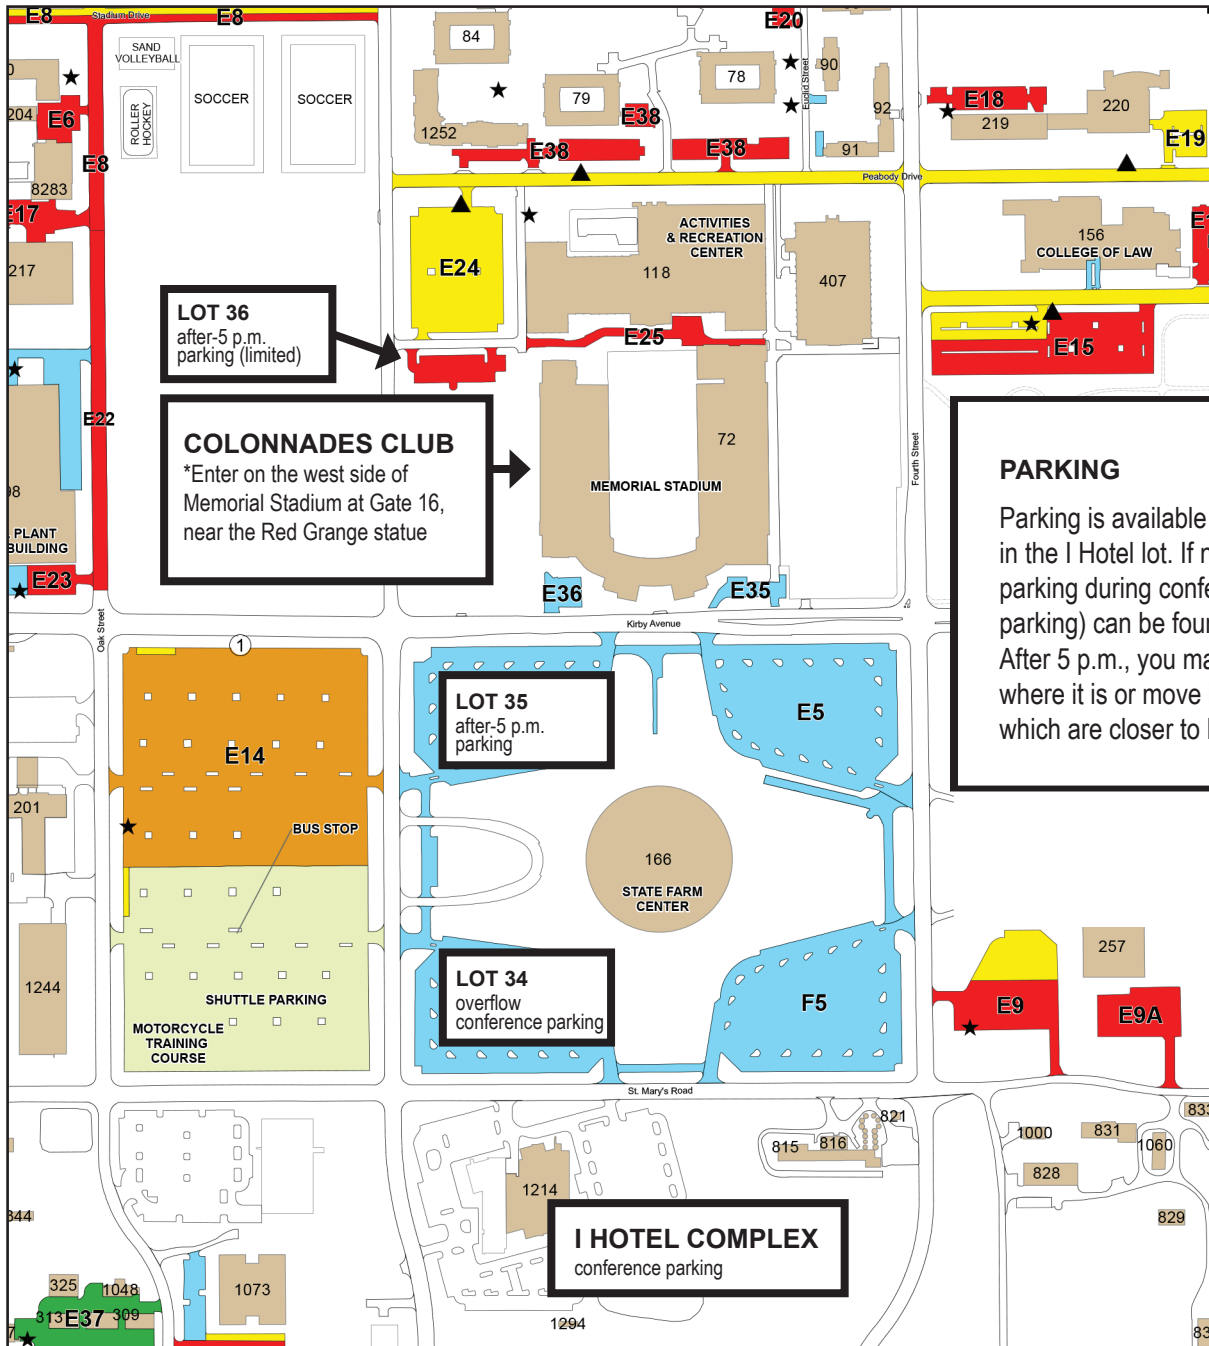 E8
Stadium Drive
E8
E20
84
78
79
90
92
91
Euclid Street
SAND
VOLLEYBALL
ROLLER
HOCKEY
SOCCER
SOCCER
204
E6
E8
8283
E17
217
1252
E38
E38
E38
E18
219
220
E19
Peabody Drive
E24
ACTIVITIES
& RECREATION
CENTER
118
407
156
COLLEGE OF LAW
E25
E15
LOT 36
after-5 p.m.
parking (limited)
COLONNADES CLUB
*Enter on the west side of
Memorial Stadium at Gate 16,
near the Red Grange statue
E22
72
MEMORIAL STADIUM
Fourth Street
PARKING
Parking is available
in the I Hotel lot. If
parking during
parking) can be
After 5 p.m., you
where it is or move
which are closer to
PLANT
BUILDING
E23
E36
E35
Oak Street
Kirby Avenue
1
LOT 35
after-5 p.m.
parking
E5
E14
201
BUS STOP
166
STATE FARM
CENTER
1244
SHUTTLE PARKING
MOTORCYCLE
TRAINING
COURSE
LOT 34
overflow
conference parking
F5
257
E9
E9A
St. Mary's Road
821
816
815
1000
831
1060
828
829
1214
I HOTEL COMPLEX
conference parking
1294
325
1048
313
E37
309
1073